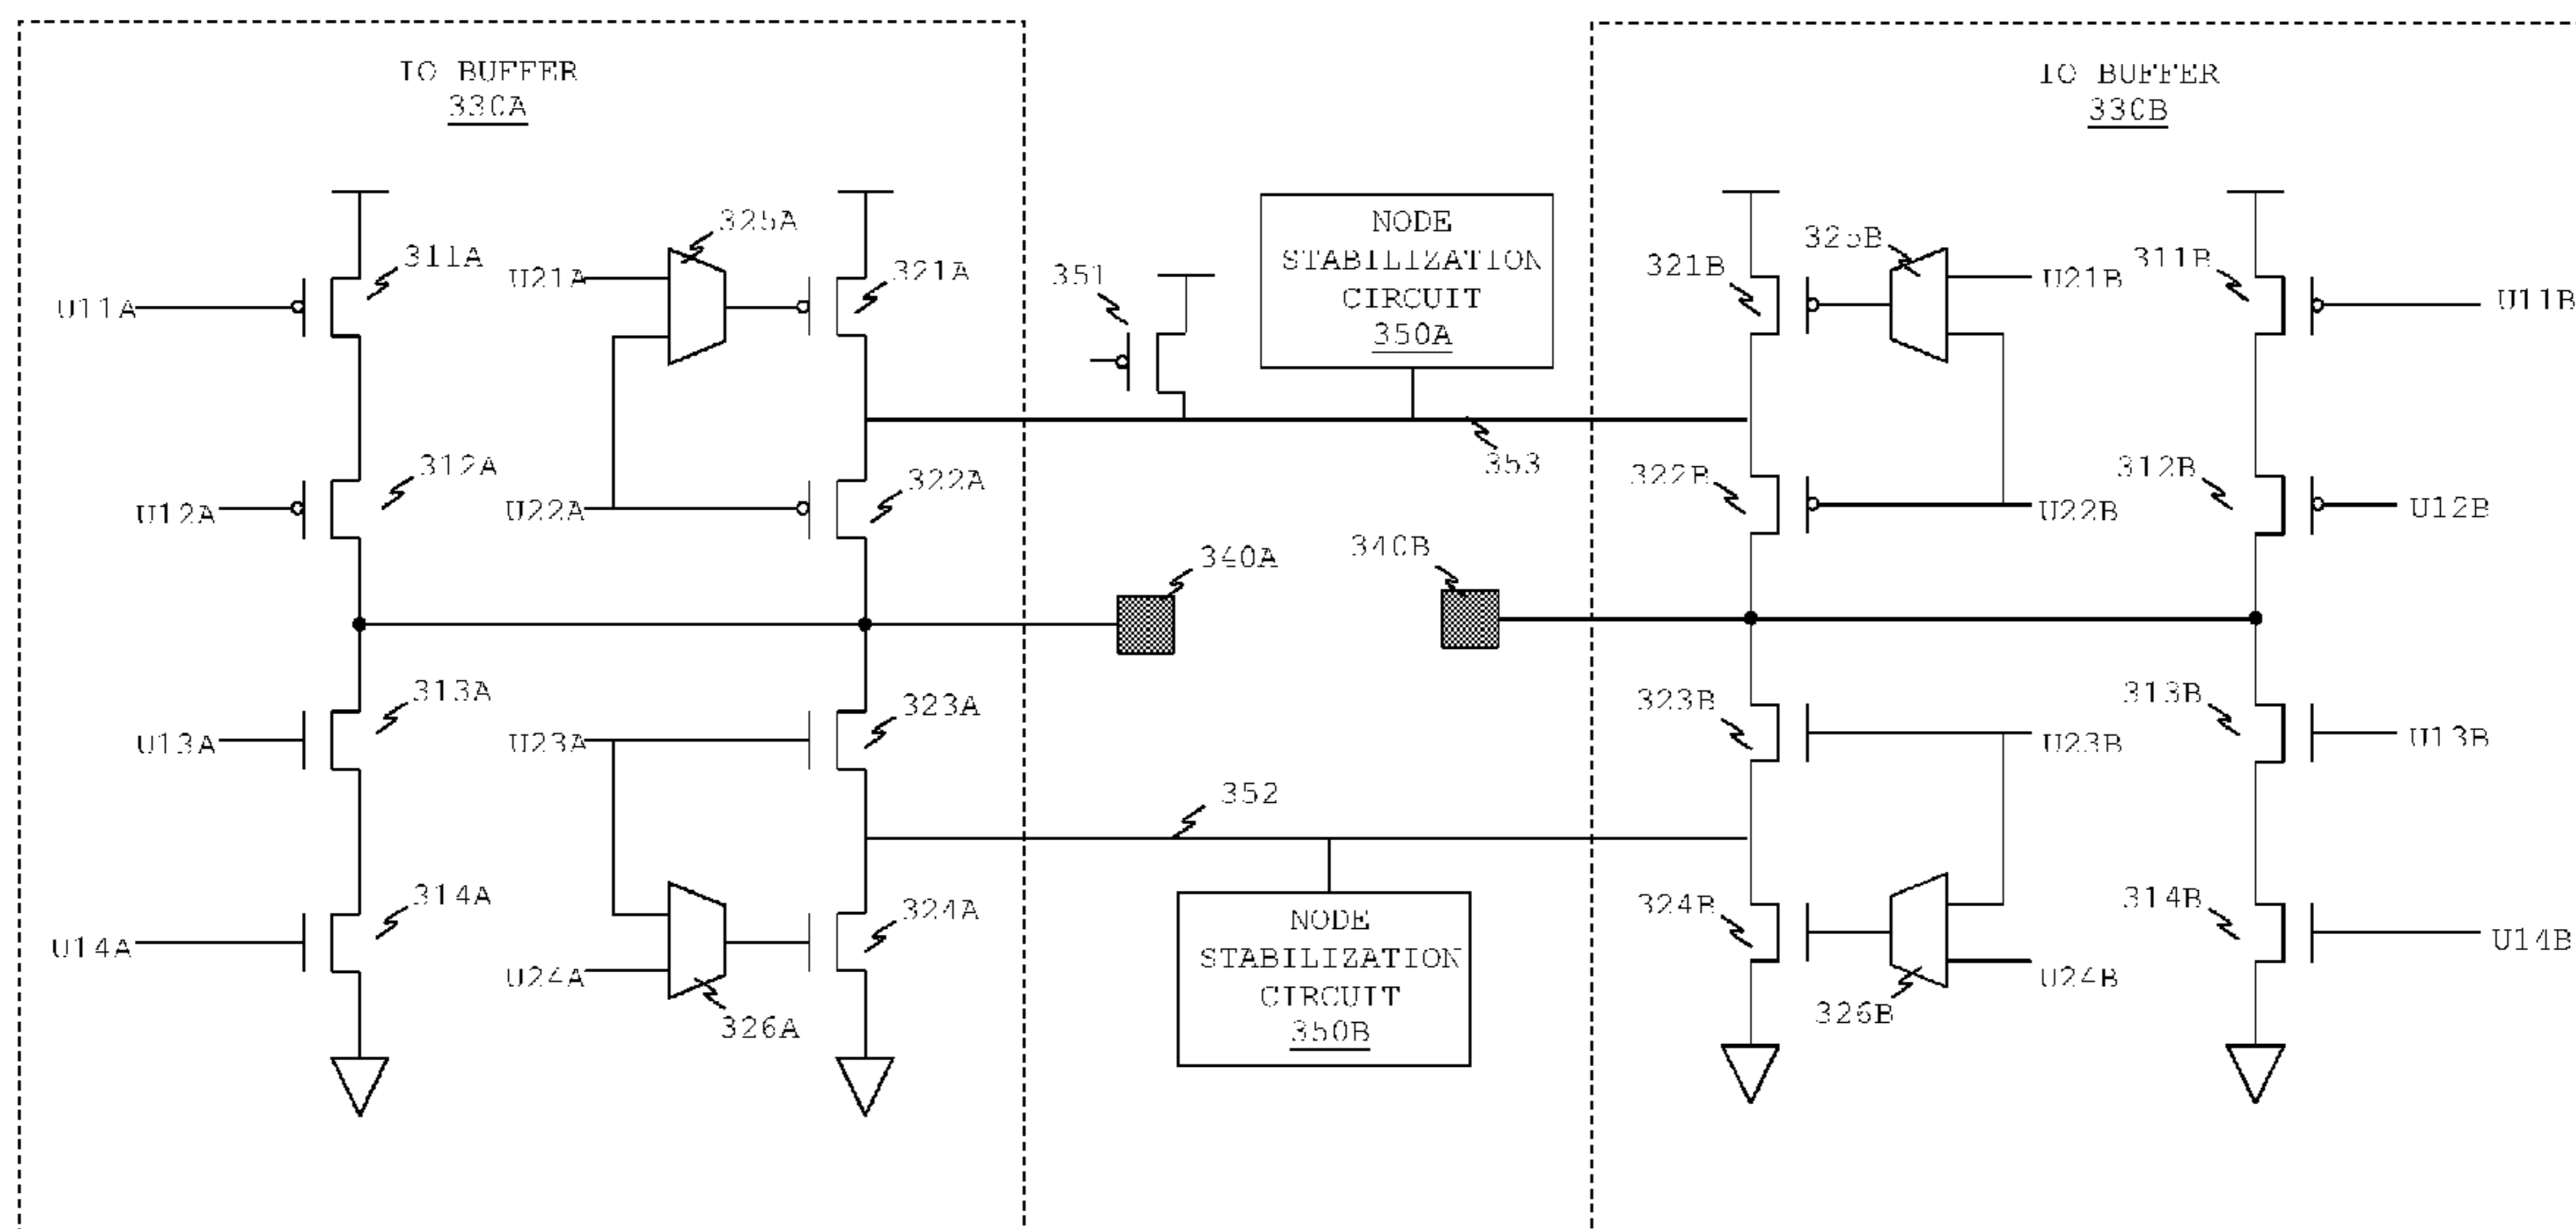 IO BUFFER
330A
IO BUFFER
330B
325A
311A
U21A
321A
U11A
351
NODE
STABILIZATION
CIRCUIT
350A
325B
321B
U21B
311B
U11B
312A
322A
U12A
U22A
353
322B
312B
U22B
U12B
340A
340B
313A
323A
U13A
U23A
323B
313B
U23B
U13B
352
314A
324A
U14A
U24A
326A
NODE
STABILIZATION
CIRCUIT
350B
324B
314B
U24B
U14B
326B